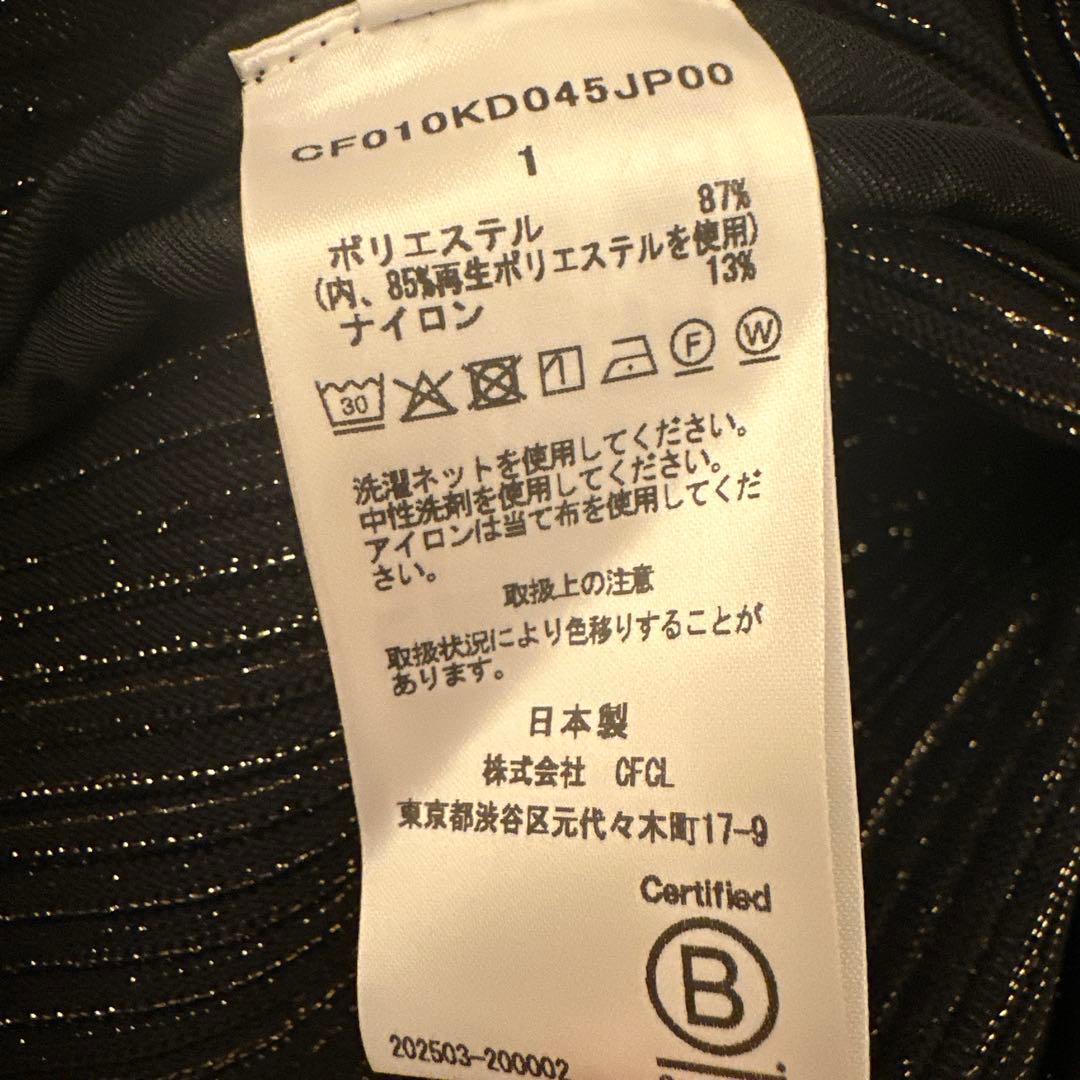 CF010KD045JP00
1
ポリエステル 87%
(内、85%再生ポリエステルを使用)
ナイロン 13%
30 1 F W
洗濯ネットを使用してください。
中性洗剤を使用してください。
アイロンは当て布を使用してくだ
さい。
取扱上の注意
取扱状況により色移りすることが
あります。
日本製
株式会社 CFCL
東京都渋谷区元代々木町17-9
Certified
B
202503-200002